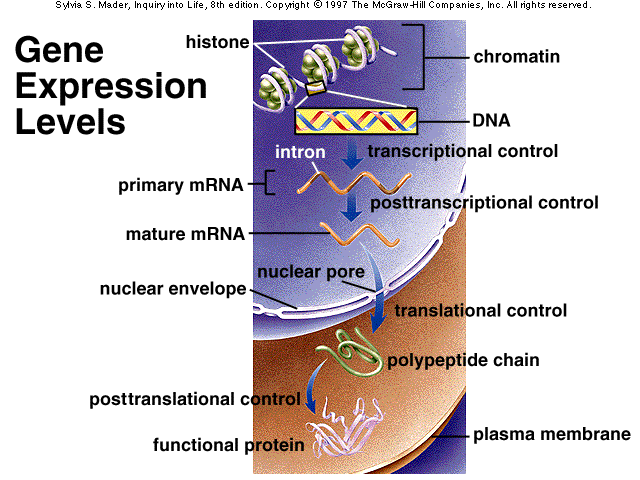 Sylvia S. Mader, Inquiry into Life, 8th edition. Copyright © 1997 The McGraw-Hill Companies, Inc. All rights reserved.
Gene
Expression
Levels
histone
chromatin
DNA
intron
transcriptional control
primary mRNA
posttranscriptional control
mature mRNA
nuclear pore
nuclear envelope
translational control
polypeptide chain
posttranslational control
functional protein
plasma membrane